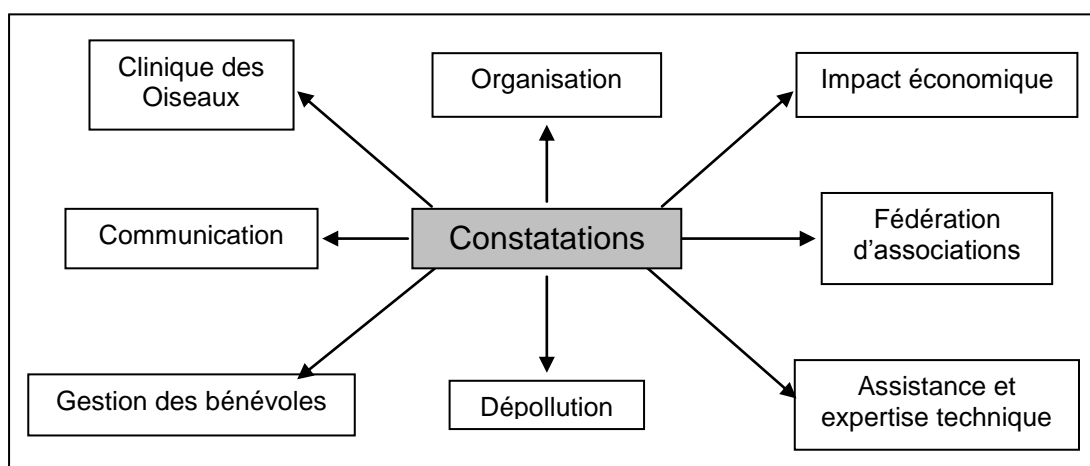 Clinique des
Oiseaux
Organisation
Impact économique
Communication
Constatations
Fédération
d’associations
Gestion des bénévoles
Dépollution
Assistance et
expertise technique